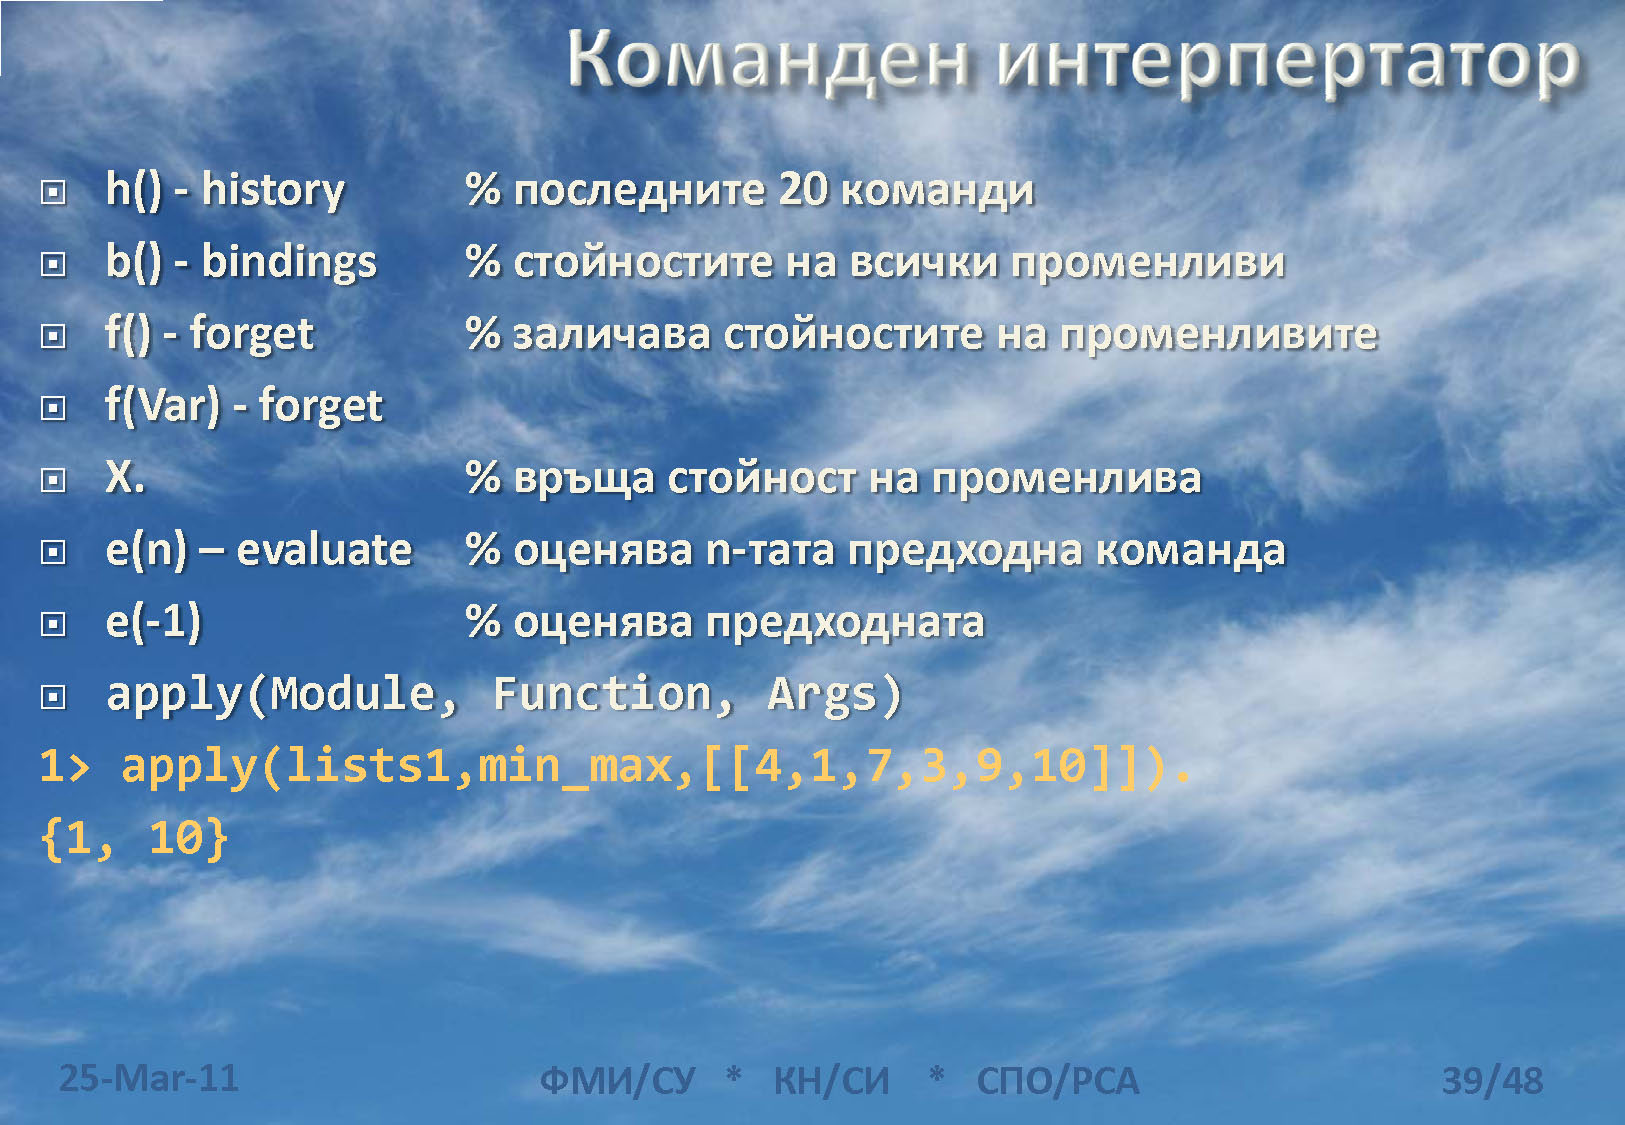 Команден интерпертатор
h() - history % последните 20 команди
b() - bindings % стойностите на всички променливи
f() - forget % заличава стойностите на променливите
f(Var) - forget
X. % връща стойност на променлива
e(n) – evaluate % оценява n-тата предходна команда
e(-1) % оценява предходната
apply(Module, Function, Args)
1> apply(lists1,min_max,[[4,1,7,3,9,10]]).
{1, 10}
25-Mar-11 ФМИ/СУ * КН/СИ * СПО/РСА 39/48